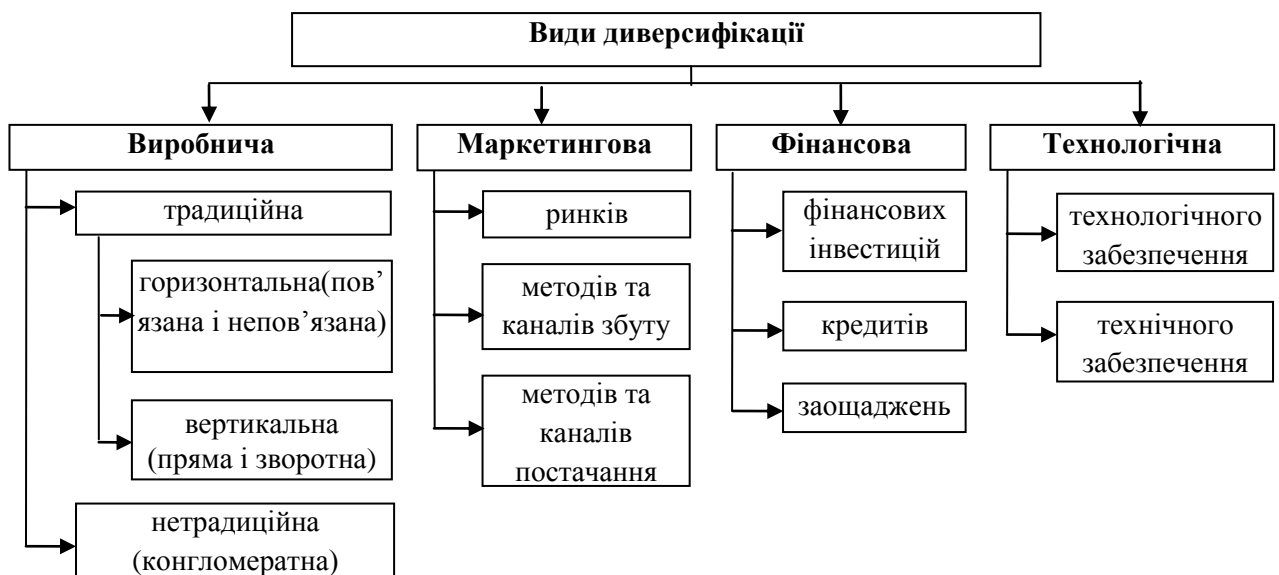 Види диверсифікації
Виробнича
традиційна
горизонтальна(пов’
язана і непов’язана)
вертикальна
(пряма і зворотна)
нетрадиційна
(конгломератна)
Маркетингова
ринків
методів та
каналів збуту
методів та
каналів
постачання
Фінансова
фінансових
інвестицій
кредитів
заощаджень
Технологічна
технологічного
забезпечення
технічного
забезпечення